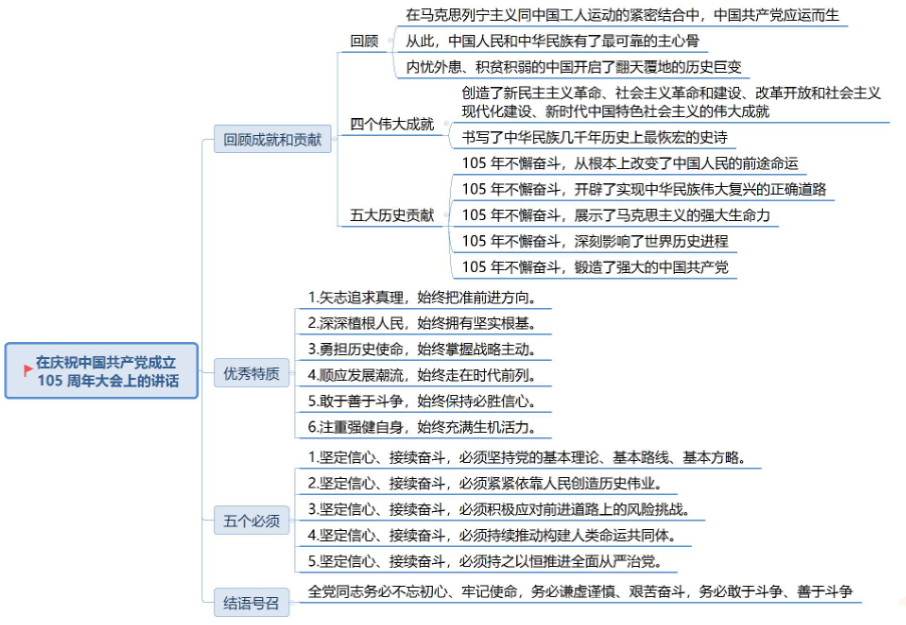 在庆祝中国共产党成立
105 周年大会上的讲话
回顾成就和贡献
回顾
在马克思列宁主义同中国工人运动的紧密结合中，中国共产党应运而生
从此，中国人民和中华民族有了最可靠的主心骨
内忧外患、积贫积弱的中国开启了翻天覆地的历史巨变
四个伟大成就
创造了新民主主义革命、社会主义革命和建设、改革开放和社会主义
现代化建设、新时代中国特色社会主义的伟大成就
书写了中华民族几千年历史上最恢宏的史诗
五大历史贡献
105 年不懈奋斗，从根本上改变了中国人民的前途命运
105 年不懈奋斗，开辟了实现中华民族伟大复兴的正确道路
105 年不懈奋斗，展示了马克思主义的强大生命力
105 年不懈奋斗，深刻影响了世界历史进程
105 年不懈奋斗，锻造了强大的中国共产党
优秀特质
1.矢志追求真理，始终把准前进方向。
2.深深植根人民，始终拥有坚实根基。
3.勇担历史使命，始终掌握战略主动。
4.顺应发展潮流，始终走在时代前列。
5.敢于善于斗争，始终保持必胜信心。
6.注重强健自身，始终充满生机活力。
五个必须
1.坚定信心、接续奋斗，必须坚持党的基本理论、基本路线、基本方略。
2.坚定信心、接续奋斗，必须紧紧依靠人民创造历史伟业。
3.坚定信心、接续奋斗，必须积极应对前进道路上的风险挑战。
4.坚定信心、接续奋斗，必须持续推动构建人类命运共同体。
5.坚定信心、接续奋斗，必须持之以恒推进全面从严治党。
结语号召
全党同志务必不忘初心、牢记使命，务必谦虚谨慎、艰苦奋斗，务必敢于斗争、善于斗争